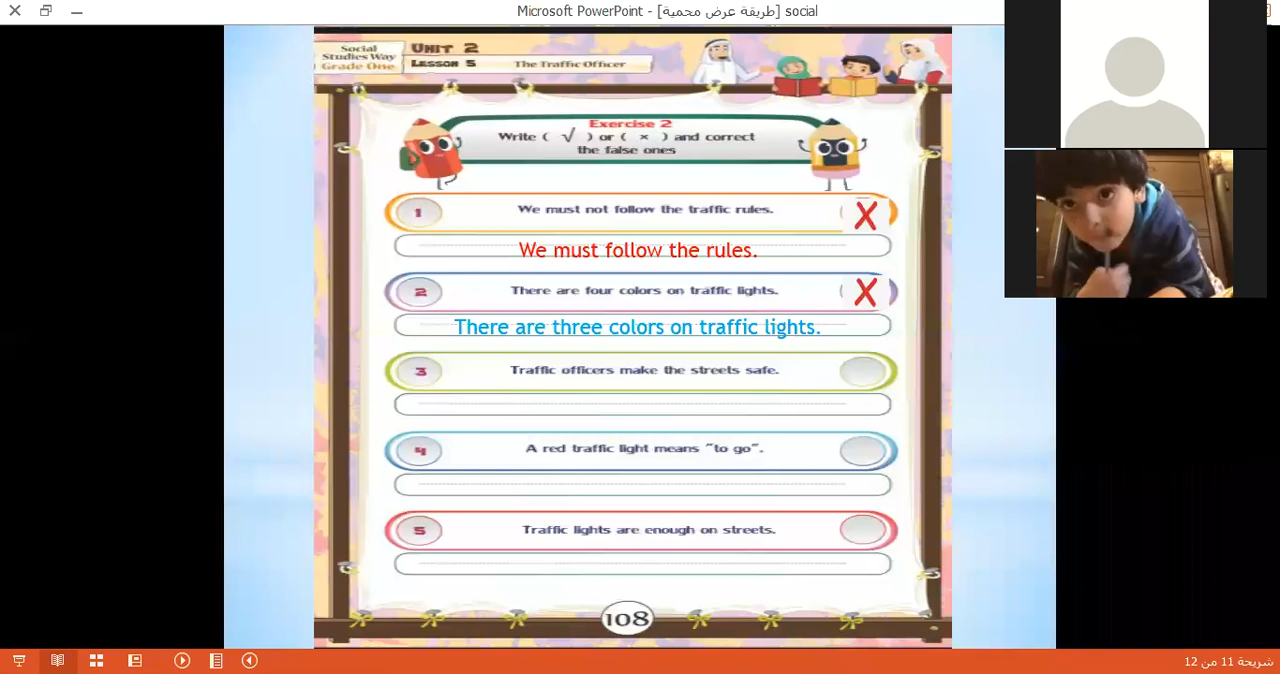 Microsoft PowerPoint - [طريقة عرض محمية] social
Social
Studies Way
Grade One
UNIT 2
LESSON 5 The Traffic Officer
Exercise 2
Write ( √ ) or ( × ) and correct
the false ones
1 We must not follow the traffic rules. ( X
We must follow the rules.
2 There are four colors on traffic lights. ( X
There are three colors on traffic lights.
3 Traffic officers make the streets safe.
4 A red traffic light means "to go".
5 Traffic lights are enough on streets.
108
شريحة 11 من 12